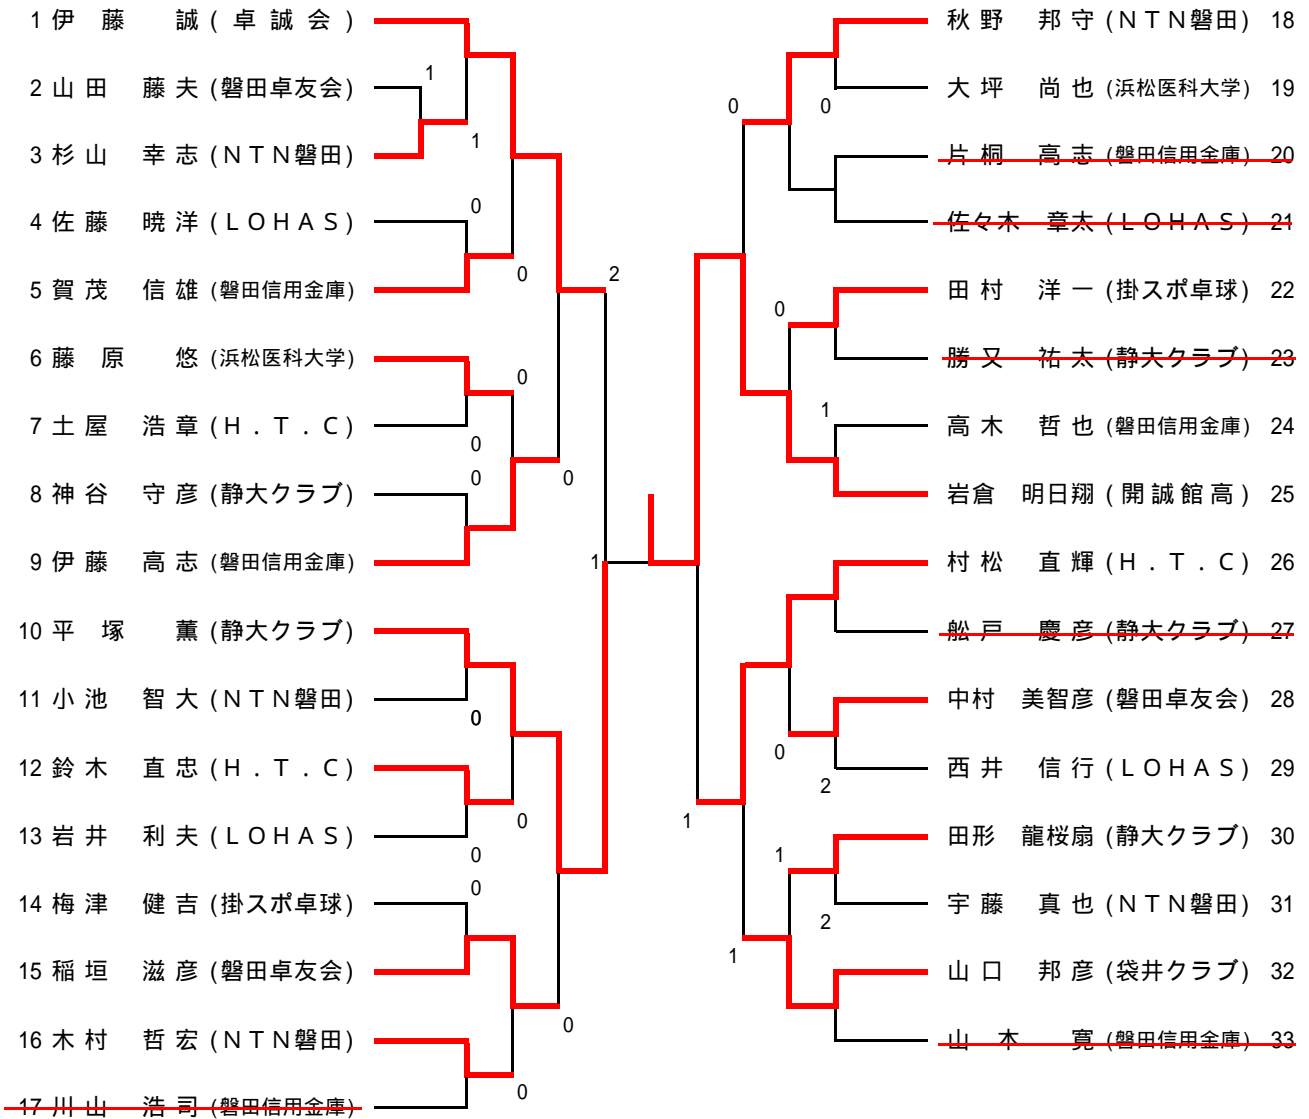 1 伊藤 誠 (卓誠会)
2 山田 藤夫 (磐田卓友会)
3 杉山 幸志 (NTN磐田)
4 佐藤 暁洋 (LOHAS)
5 賀茂 信雄 (磐田信用金庫)
6 藤原 悠 (浜松医科大学)
7 土屋 浩章 (H.T.C)
8 神谷 守彦 (静大クラブ)
9 伊藤 高志 (磐田信用金庫)
10 平塚 薫 (静大クラブ)
11 小池 智大 (NTN磐田)
12 鈴木 直忠 (H.T.C)
13 岩井 利夫 (LOHAS)
14 梅津 健吉 (掛スポ卓球)
15 稲垣 滋彦 (磐田卓友会)
16 木村 哲宏 (NTN磐田)
17 川山 浩司 (磐田信用金庫)
1
1
0
0
2
0
0
0
0
1
0
0
0
0
0
0
秋野 邦守 (NTN磐田) 18
大坪 尚也 (浜松医科大学) 19
片桐 高志 (磐田信用金庫) 20
佐々木 章太 (LOHAS) 21
田村 洋一 (掛スポ卓球) 22
勝又 祐太 (静大クラブ) 23
高木 哲也 (磐田信用金庫) 24
岩倉 明日翔 (開誠館高) 25
村松 直輝 (H.T.C) 26
舩戸 慶彦 (静大クラブ) 27
中村 美智彦 (磐田卓友会) 28
西井 信行 (LOHAS) 29
田形 龍桜扇 (静大クラブ) 30
宇藤 真也 (NTN磐田) 31
山口 邦彦 (袋井クラブ) 32
山本 寛 (磐田信用金庫) 33
0
0
0
1
0
2
1
1
2
1